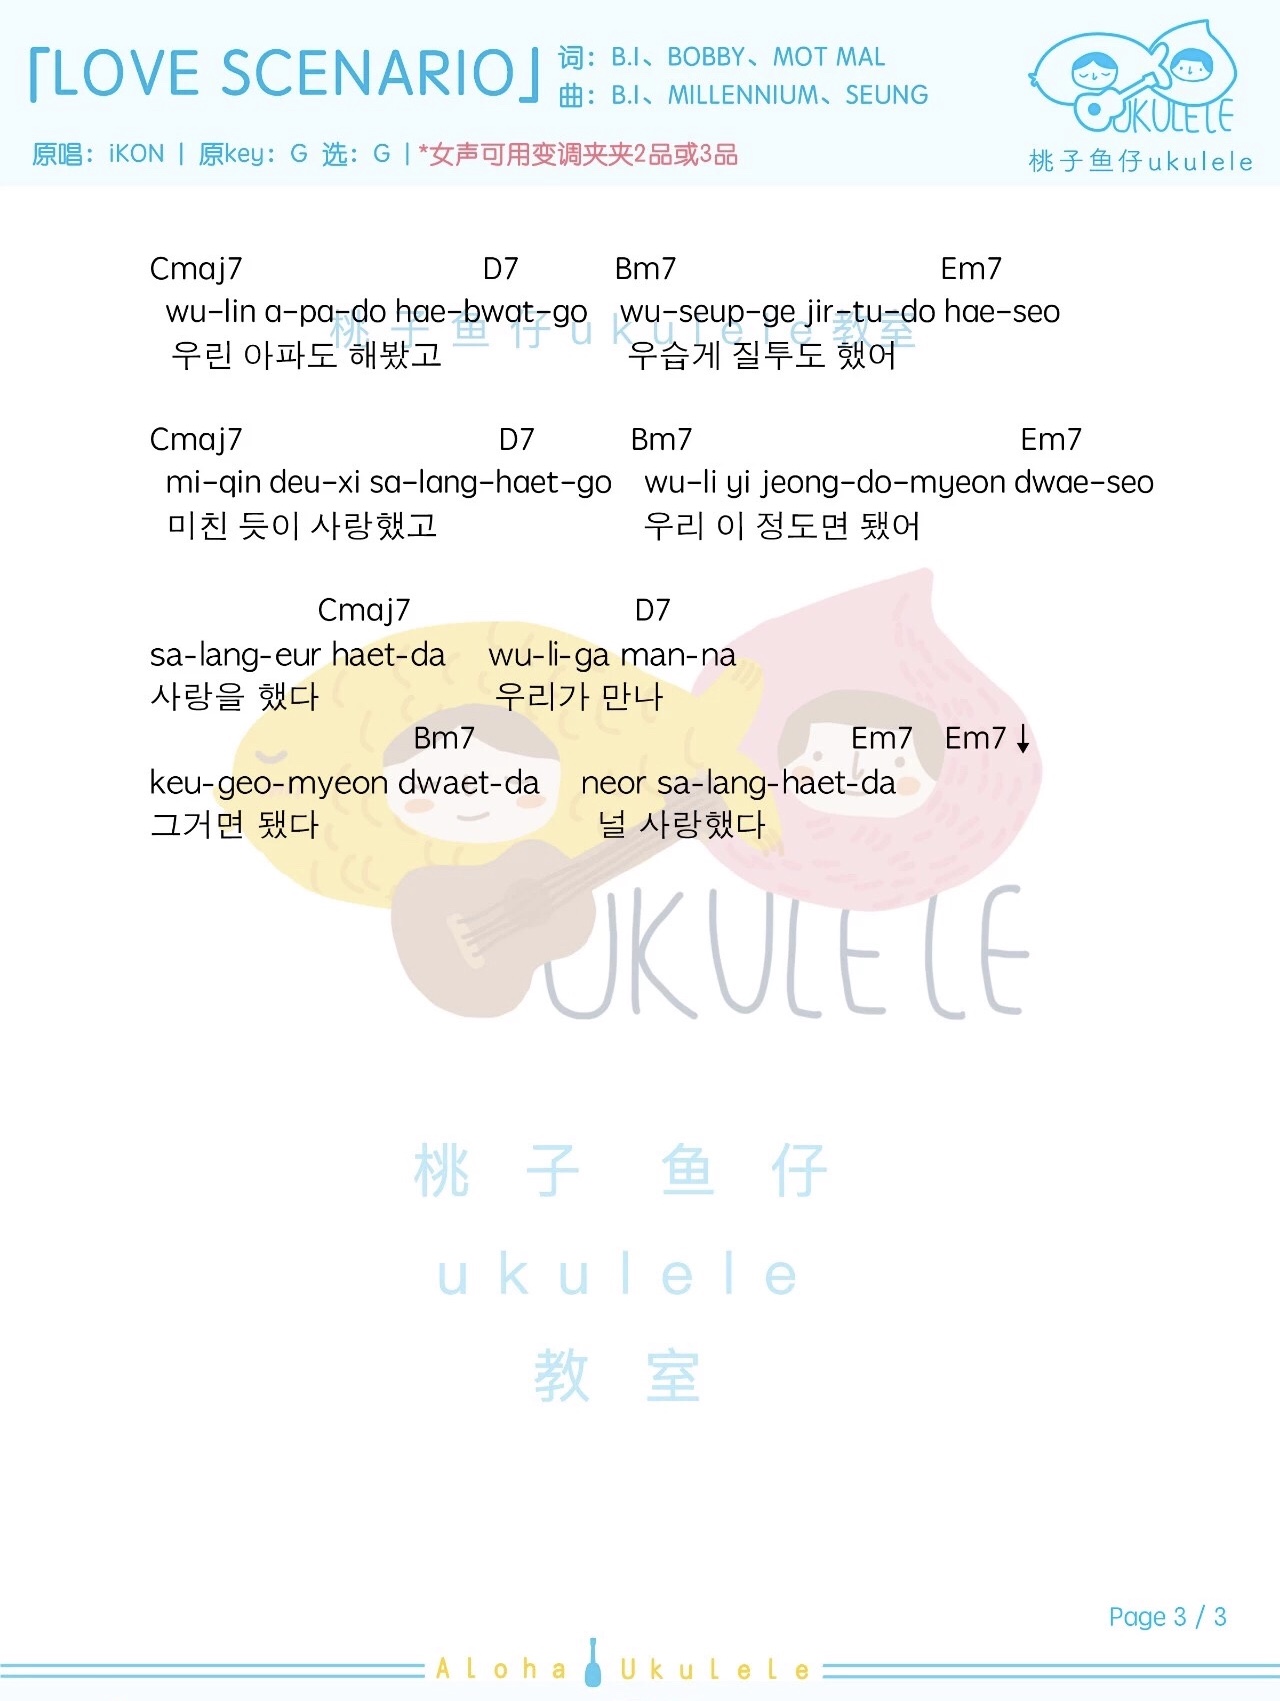 「LOVE SCENARIO」
词：B.I、BOBBY、MOT MAL
曲：B.I、MILLENNIUM、SEUNG
原唱：iKON | 原key：G 选：G | *女声可用变调夹夹2品或3品
UKULELE
桃子鱼仔ukulele
Cmaj7 D7 Bm7 Em7
wu-lin a-pa-do hae-bwat-go wu-seup-ge jir-tu-do hae-seo
桃子鱼仔ukulele教室
우린 아파도 해봤고 우습게 질투도 했어
Cmaj7 D7 Bm7 Em7
mi-qin deu-xi sa-lang-haet-go wu-li yi jeong-do-myeon dwae-seo
미친 듯이 사랑했고 우리 이 정도면 됐어
Cmaj7 D7
sa-lang-eur haet-da wu-li-ga man-na
사랑을 했다 우리가 만나
Bm7 Em7 Em7 ↓
keu-geo-myeon dwaet-da neor sa-lang-haet-da
그거면 됐다 널 사랑했다
UKULELE
桃子鱼仔
ukulele
教室
Page 3 / 3
Aloha Ukulele